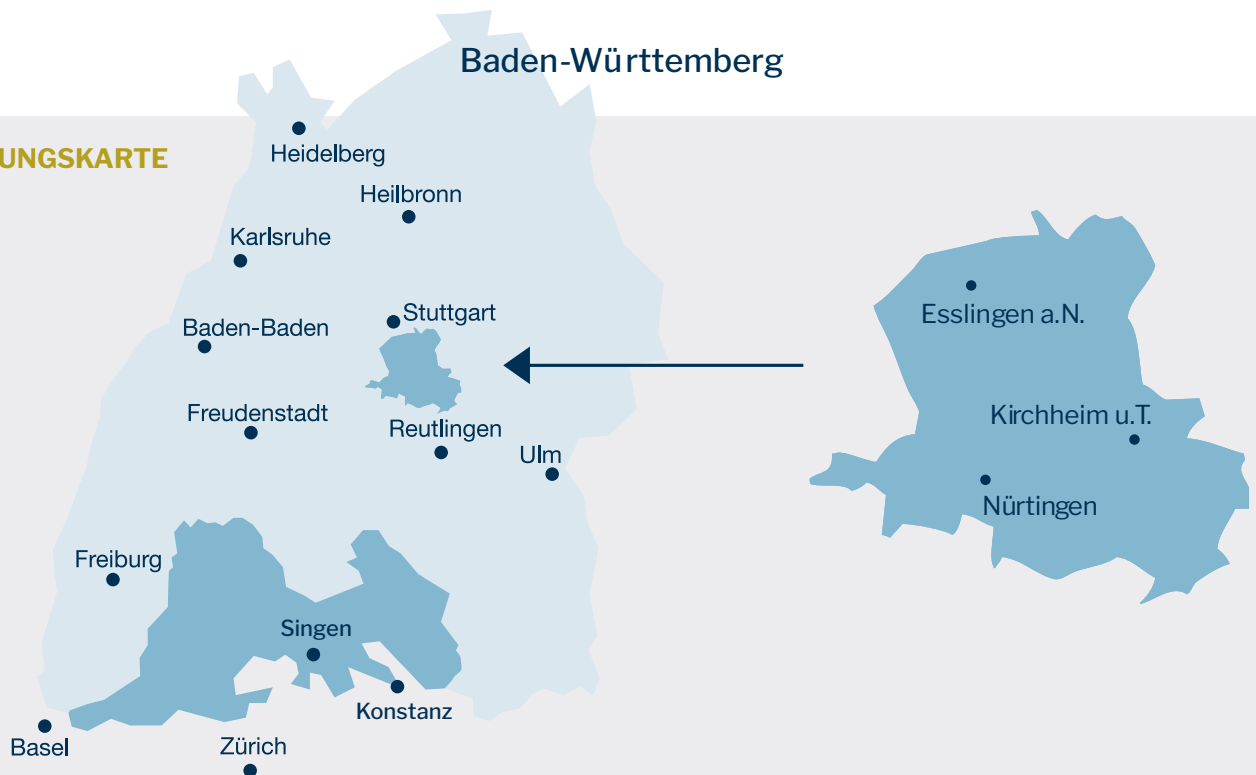 Baden-Württemberg
UNGSKARTE
Heidelberg
Heilbronn
Karlsruhe
Stuttgart
Baden-Baden
Freudenstadt
Reutlingen
Ulm
Freiburg
Singen
Konstanz
Basel
Zürich
Esslingen a.N.
Kirchheim u.T.
Nürtingen